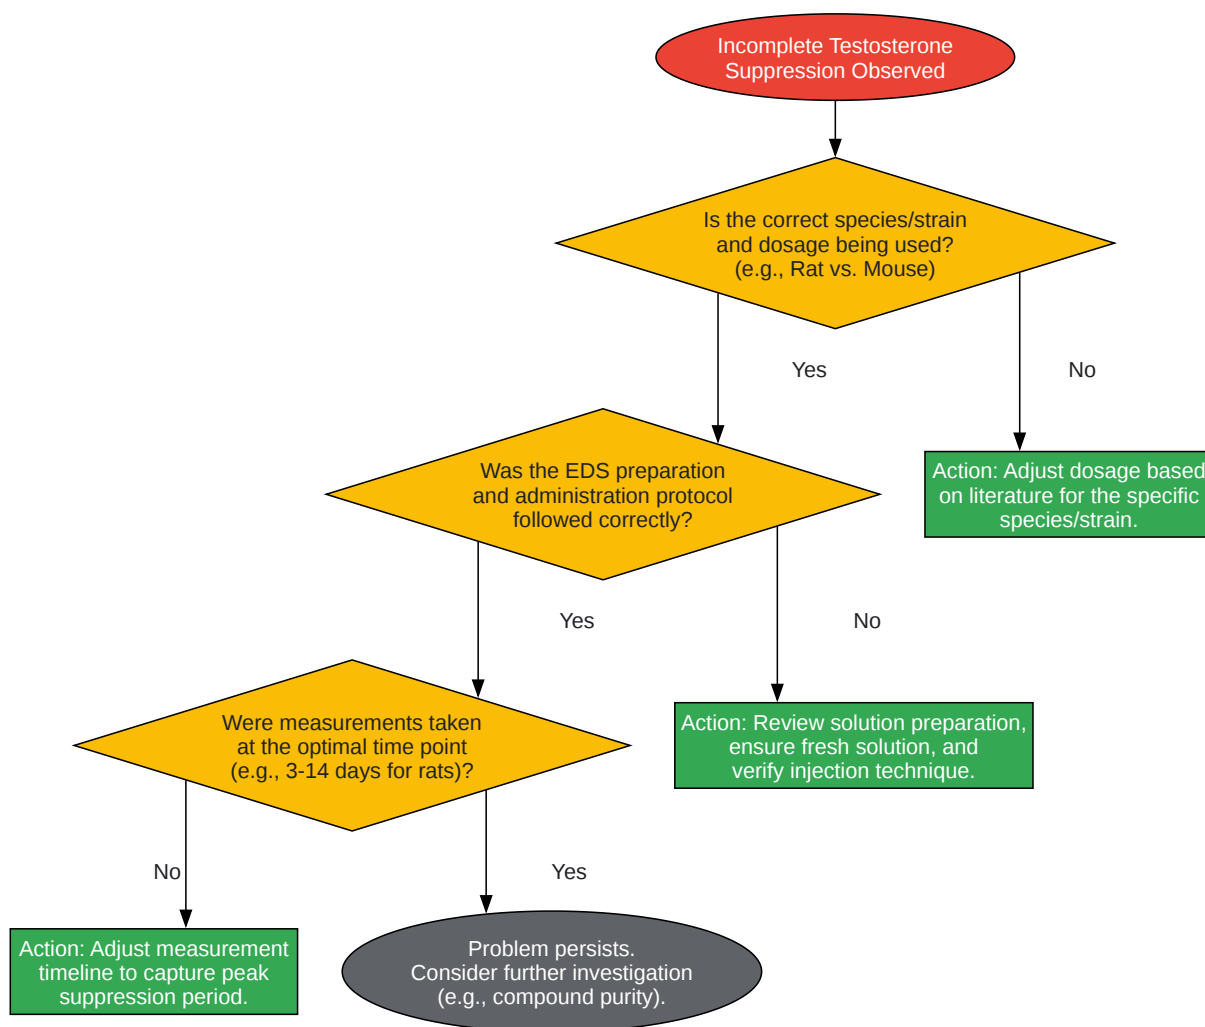 Incomplete Testosterone
Suppression Observed
Is the correct species/strain
and dosage being used?
(e.g., Rat vs. Mouse)
Yes
No
Was the EDS preparation
and administration protocol
followed correctly?
Action: Adjust dosage based
on literature for the specific
species/strain.
Yes
No
Were measurements taken
at the optimal time point
(e.g., 3-14 days for rats)?
Action: Review solution preparation,
ensure fresh solution, and
verify injection technique.
No
Yes
Action: Adjust measurement
timeline to capture peak
suppression period.
Problem persists.
Consider further investigation
(e.g., compound purity).